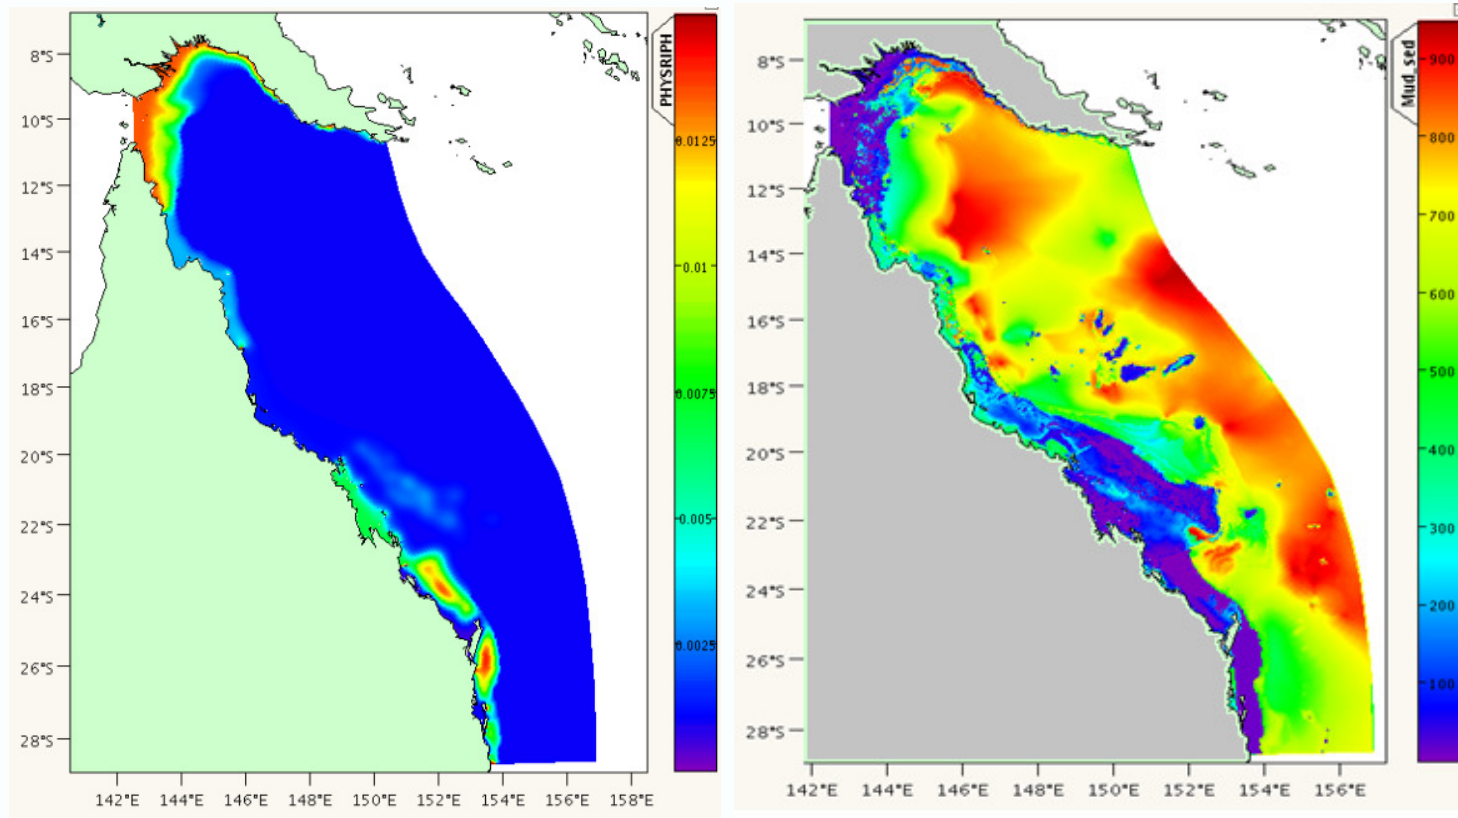 8°S
10°S
12°S
14°S
16°S
18°S
20°S
22°S
24°S
26°S
28°S
142°E 144°E 146°E 148°E 150°E 152°E 154°E 156°E 158°E
PHYSRIPH
0.0125
0.01
0.0075
0.005
0.0025
8°S
10°S
12°S
14°S
16°S
18°S
20°S
22°S
24°S
26°S
28°S
142°E 144°E 146°E 148°E 150°E 152°E 154°E 156°E
Mud_sed
900
800
700
600
500
400
300
200
100